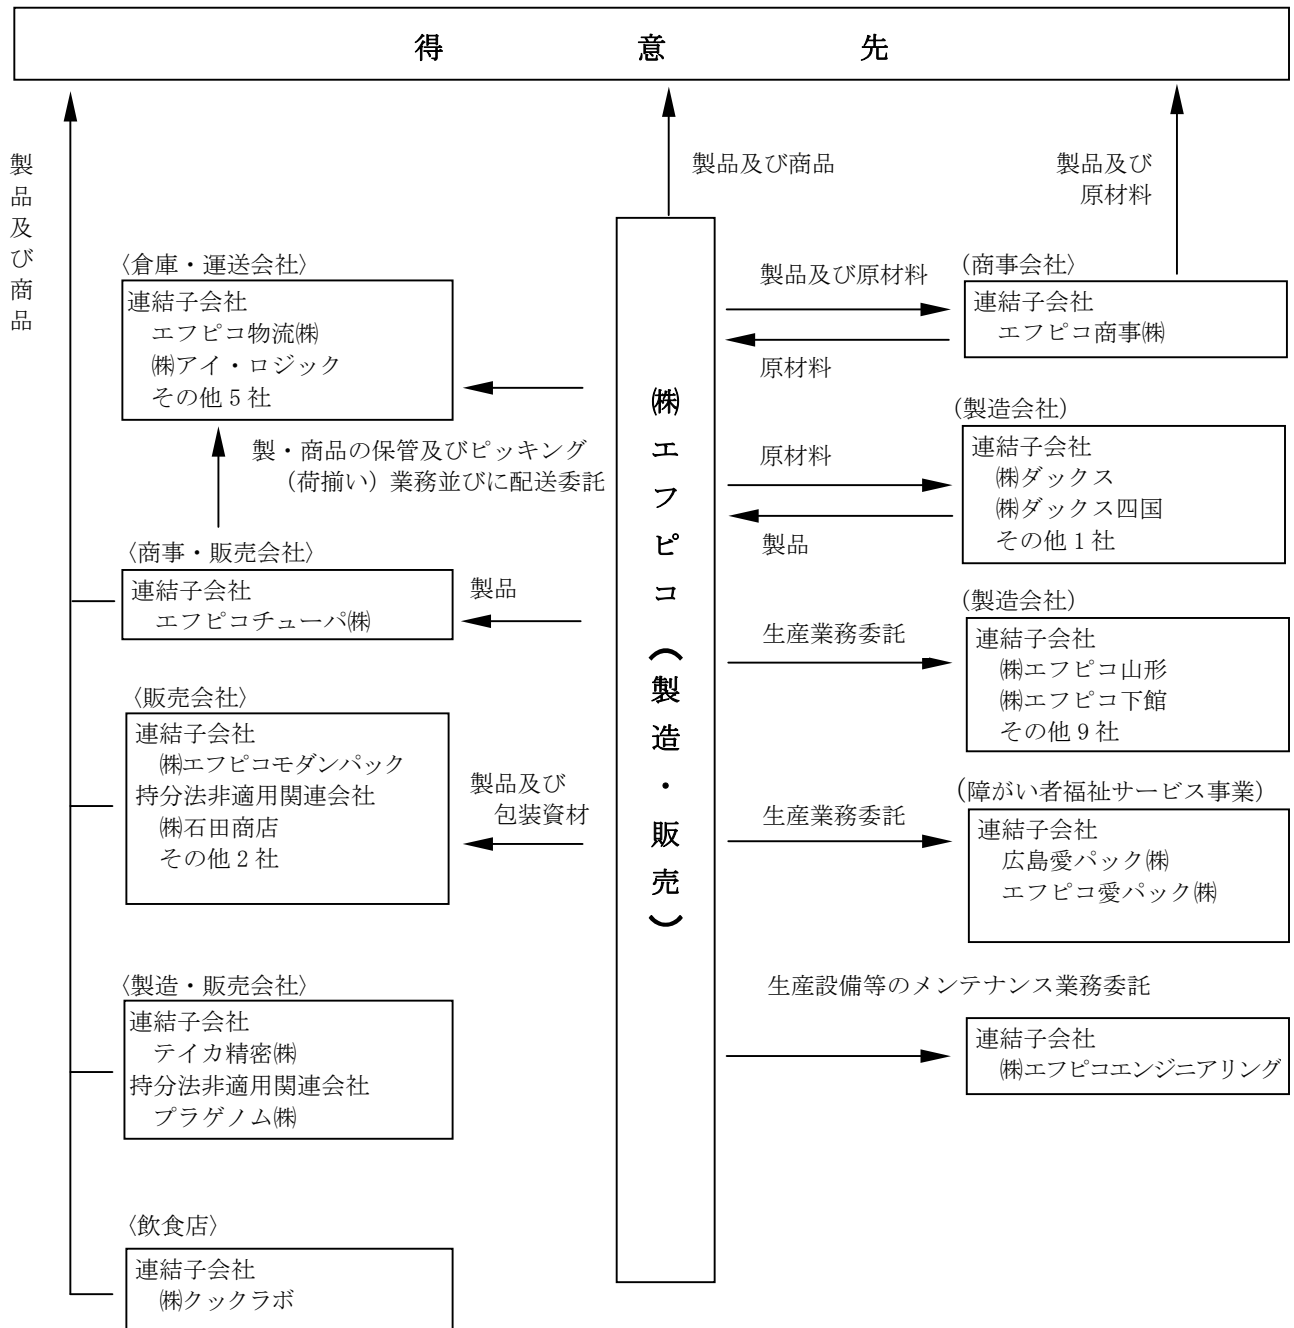 得意先
製品及び商品
製品及び商品
製品及び
原材料
〈倉庫・運送会社〉
連結子会社
エフピコ物流㈱
㈱アイ・ロジック
その他５社
製・商品の保管及びピッキング
（荷揃い）業務並びに配送委託
〈商事・販売会社〉
連結子会社
エフピコチューパ㈱
製品
〈販売会社〉
連結子会社
㈱エフピコモダンパック
持分法非適用関連会社
㈱石田商店
その他２社
製品及び
包装資材
〈製造・販売会社〉
連結子会社
テイカ精密㈱
持分法非適用関連会社
プラゲノム㈱
〈飲食店〉
連結子会社
㈱クックラボ
㈱エフピコ（製造・販売）
製品及び原材料
原材料
(商事会社〉
連結子会社
エフピコ商事㈱
原材料
製品
(製造会社)
連結子会社
㈱ダックス
㈱ダックス四国
その他１社
生産業務委託
(製造会社)
連結子会社
㈱エフピコ山形
㈱エフピコ下館
その他９社
生産業務委託
(障がい者福祉サービス事業)
連結子会社
広島愛パック㈱
エフピコ愛パック㈱
生産設備等のメンテナンス業務委託
連結子会社
㈱エフピコエンジニアリング